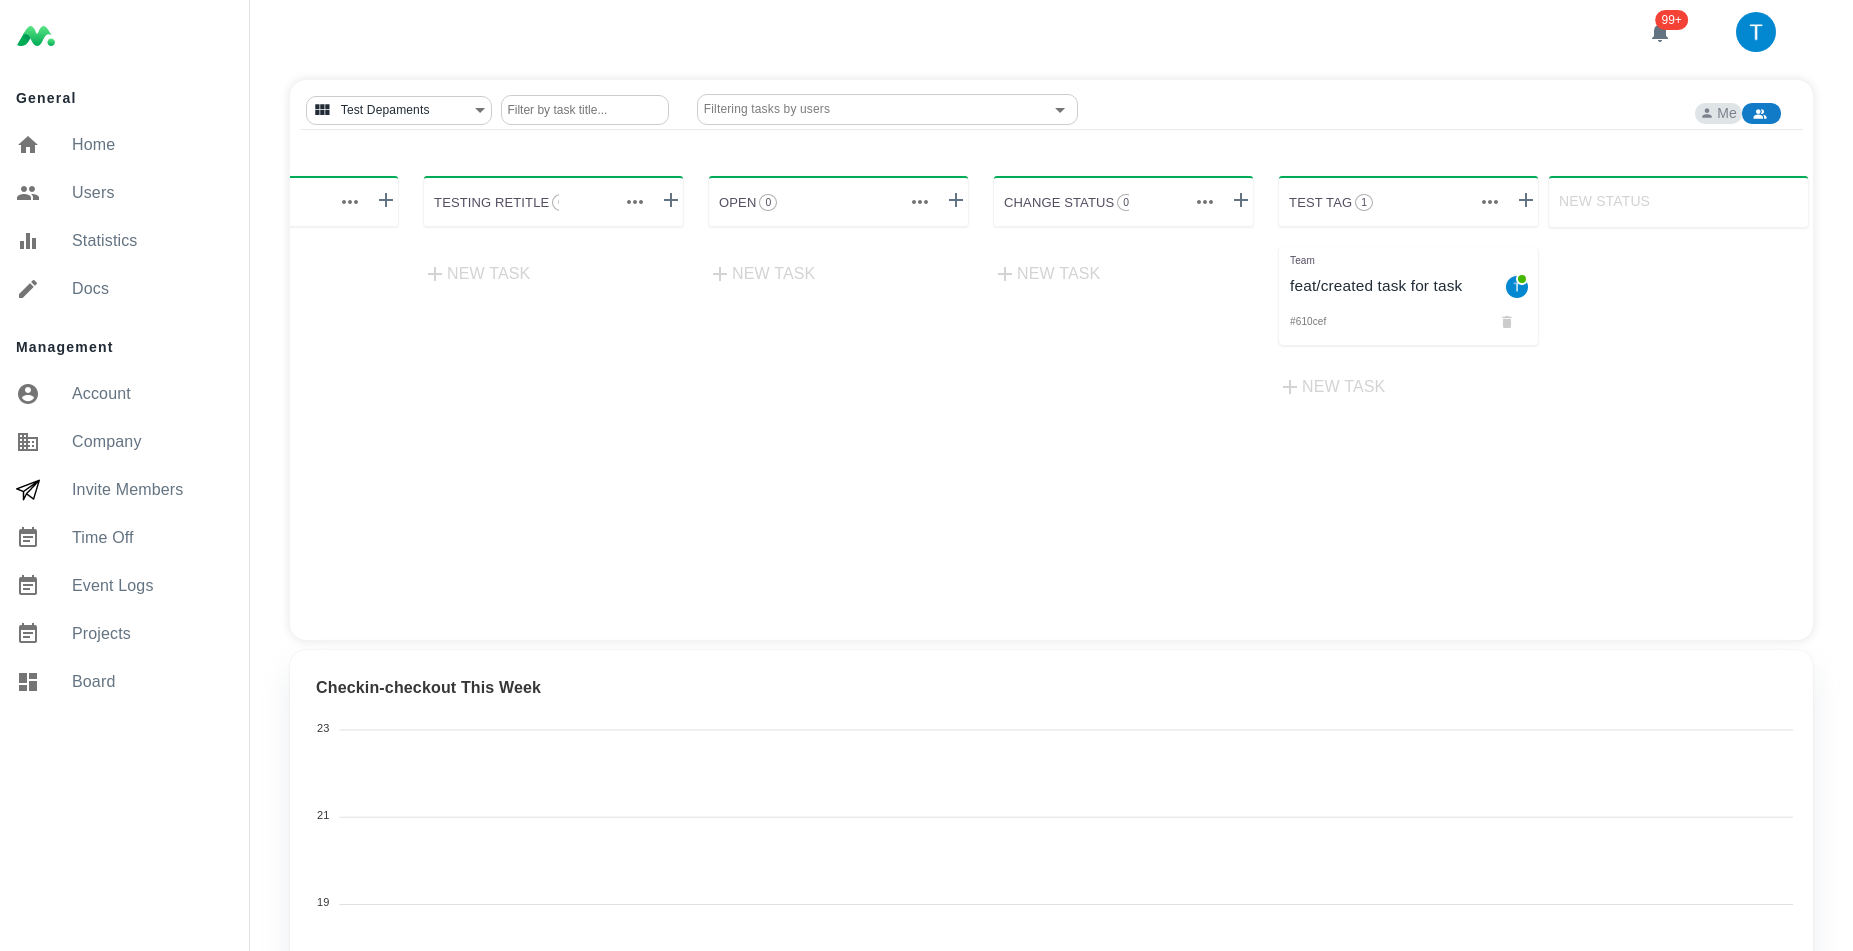 99+
T
General
Home
Users
Statistics
Docs
Management
Account
Company
Invite Members
Time Off
Event Logs
Projects
Board
Test Depaments
Filter by task title...
Filtering tasks by users
Me
TESTING RETITLE
OPEN 0
CHANGE STATUS 0
TEST TAG 1
NEW STATUS
NEW TASK
NEW TASK
NEW TASK
Team
feat/created task for task
T
#610cef
NEW TASK
Checkin-checkout This Week
23
21
19